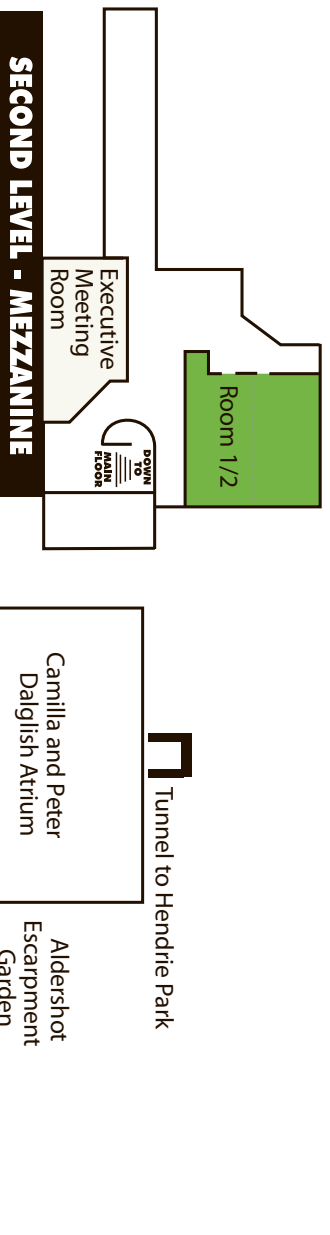 SECOND LEVEL - MEZZANINE
Executive
Meeting
Room
Room 1/2
DOWN
TO
MAIN
FLOOR
Camilla and Peter
Dalglish Atrium
Tunnel to Hendrie Park
Aldershot
Escarpment
Garden